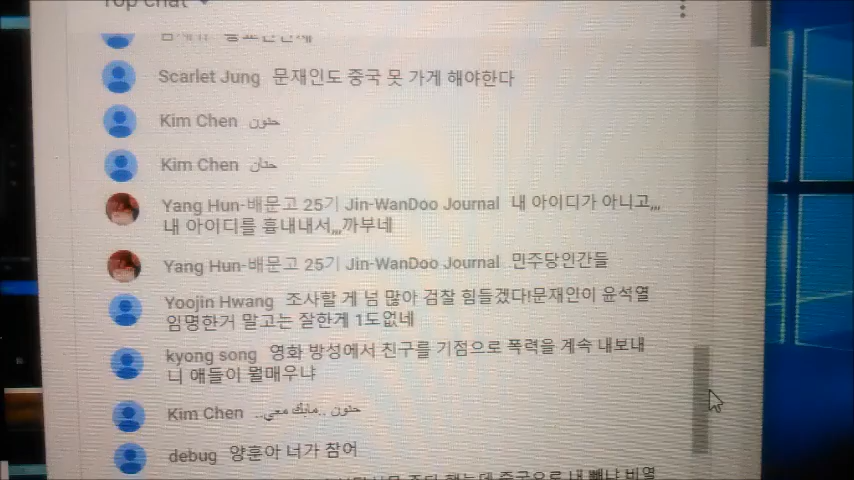 Top chat
Scarlet Jung 문재인도 중국 못 가게 해야한다
Kim Chen حنون
Kim Chen حنان
Yang Hun-배문고 25기 Jin-WanDoo Journal 내 아이디가 아니고,,,
내 아이디를 흉내내서,,,까부네
Yang Hun-배문고 25기 Jin-WanDoo Journal 민주당인간들
Yoojin Hwang 조사할 게 넘 많아 검찰 힘들겠다!문재인이 윤석열
임명한거 말고는 잘한게 1도없네
kyong song 영화 방성에서 친구를 기점으로 폭력을 계속 내보내
니 애들이 뭘매우냐
Kim Chen حنون ..مابك معي..
debug 양훈아 너가 참어